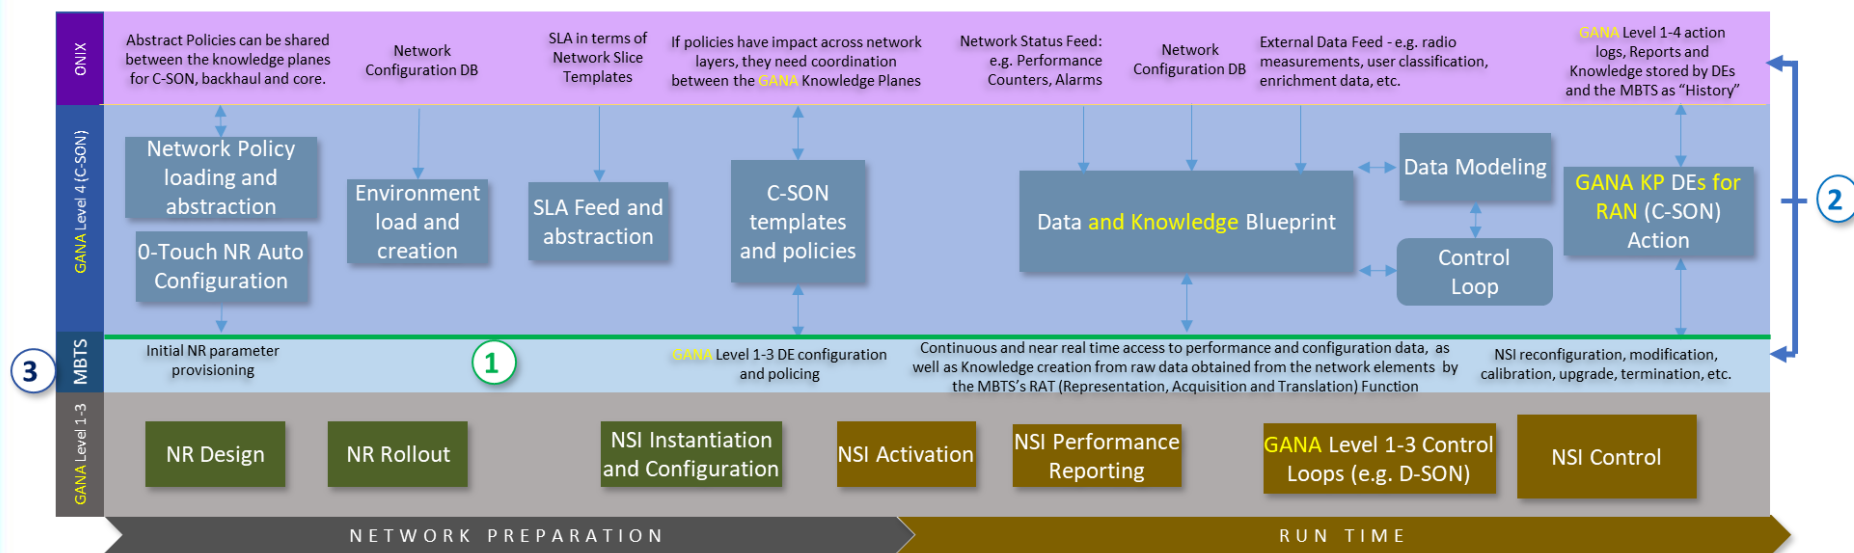 ONIX
Abstract Policies can be shared
between the knowledge planes
for C-SON, backhaul and core.
Network
Configuration DB
SLA in terms of
Network Slice
Templates
If policies have impact across network
layers, they need coordination
between the GANA Knowledge Planes
Network Status Feed:
e.g. Performance
Counters, Alarms
Network
Configuration DB
External Data Feed - e.g. radio
measurements, user classification,
enrichment data, etc.
GANA Level 1-4 action
logs, Reports and
Knowledge stored by DEs
and the MBTS as “History”
GANA Level 4 (C-SON)
Network Policy
loading and
abstraction
0-Touch NR Auto
Configuration
Environment
load and
creation
SLA Feed and
abstraction
C-SON
templates
and policies
Data and Knowledge Blueprint
Data Modeling
Control
Loop
GANA KP DEs for
RAN (C-SON)
Action
2
3
MBTS
Initial NR parameter
provisioning
1
GANA Level 1-3 DE configuration
and policing
Continuous and near real time access to performance and configuration data, as
well as Knowledge creation from raw data obtained from the network elements by
the MBTS’s RAT (Representation, Acquisition and Translation) Function
NSI reconfiguration, modification,
calibration, upgrade, termination, etc.
GANA Level 1-3
NR Design
NR Rollout
NSI Instantiation
and Configuration
NSI Activation
NSI Performance
Reporting
GANA Level 1-3 Control
Loops (e.g. D-SON)
NSI Control
NETWORK PREPARATION
RUN TIME